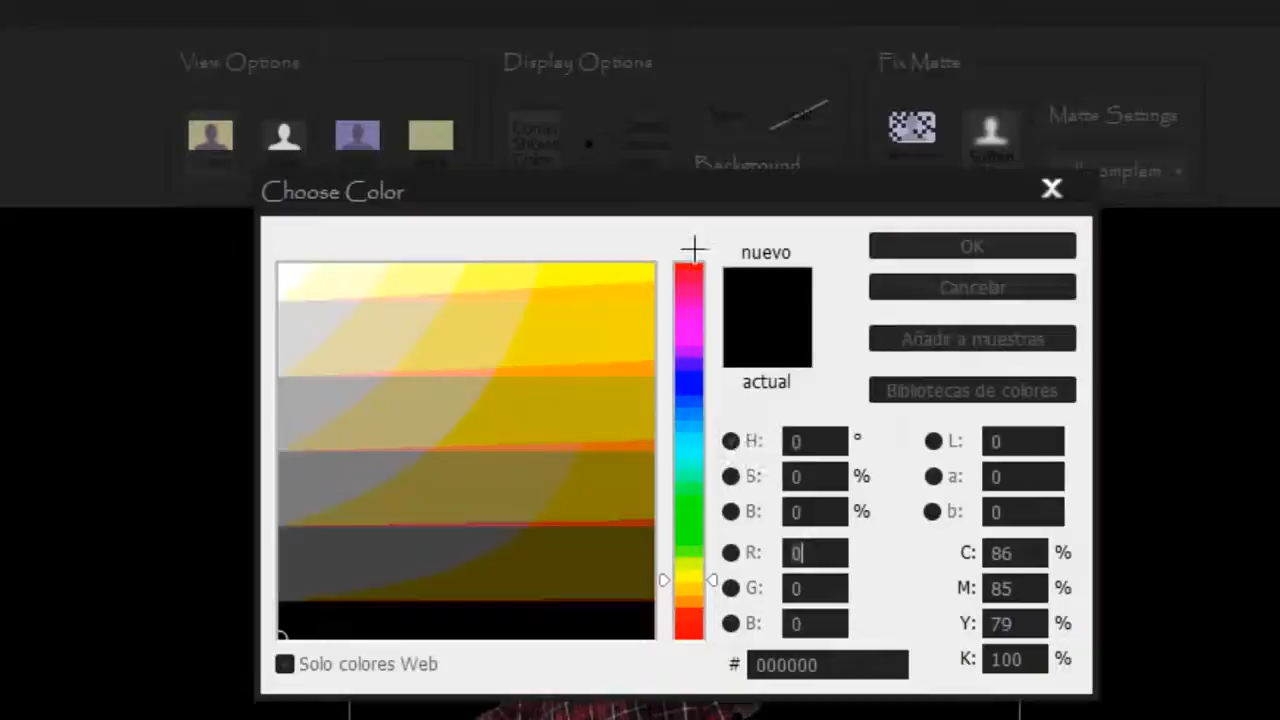 View Options
Display Options
Fix Matte
Matte Settings
Background
omplem
Choose Color
X
nuevo
actual
OK
Cancelar
Añadir a muestras
Bibliotecas de colores
H: 0 °
S: 0 %
B: 0 %
R: 0
G: 0
B: 0
# 000000
L: 0
a: 0
b: 0
C: 86 %
M: 85 %
Y: 79 %
K: 100 %
Solo colores Web